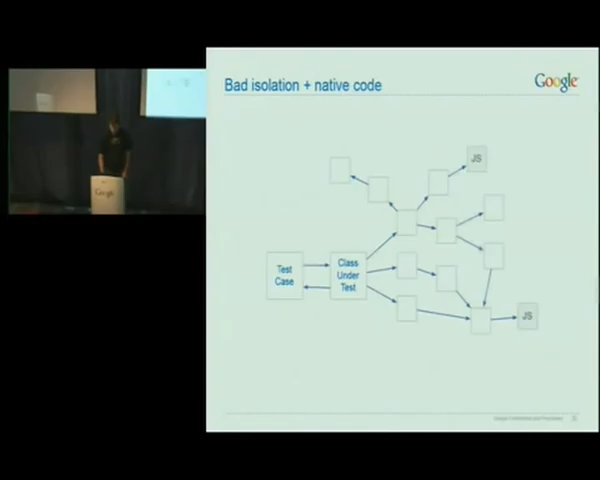 Bad isolation + native code
Google
JS
Test
Case
Class
Under
Test
JS
Google